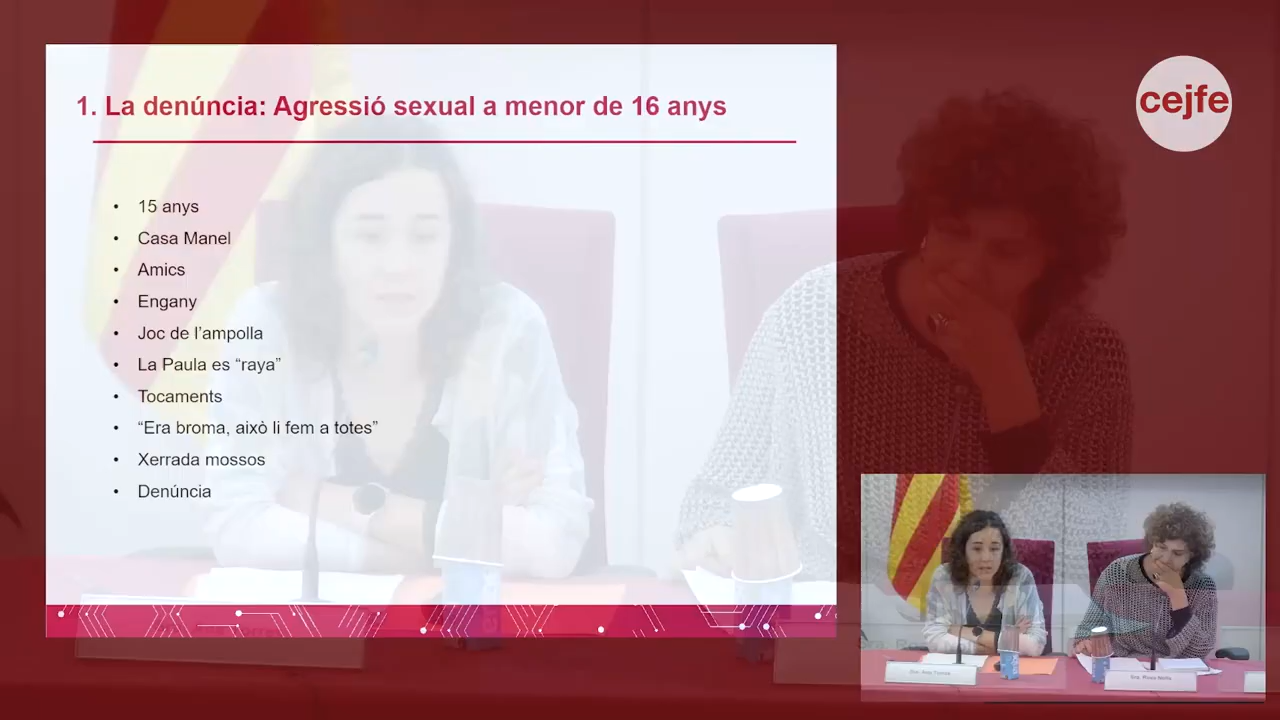 1. La denúncia: Agressió sexual a menor de 16 anys
cejfe
• 15 anys
• Casa Manel
• Amics
• Engany
• Joc de l’ampolla
• La Paula es “raya”
• Tocaments
• “Era broma, això li fem a totes”
• Xerrada mossos
• Denúncia